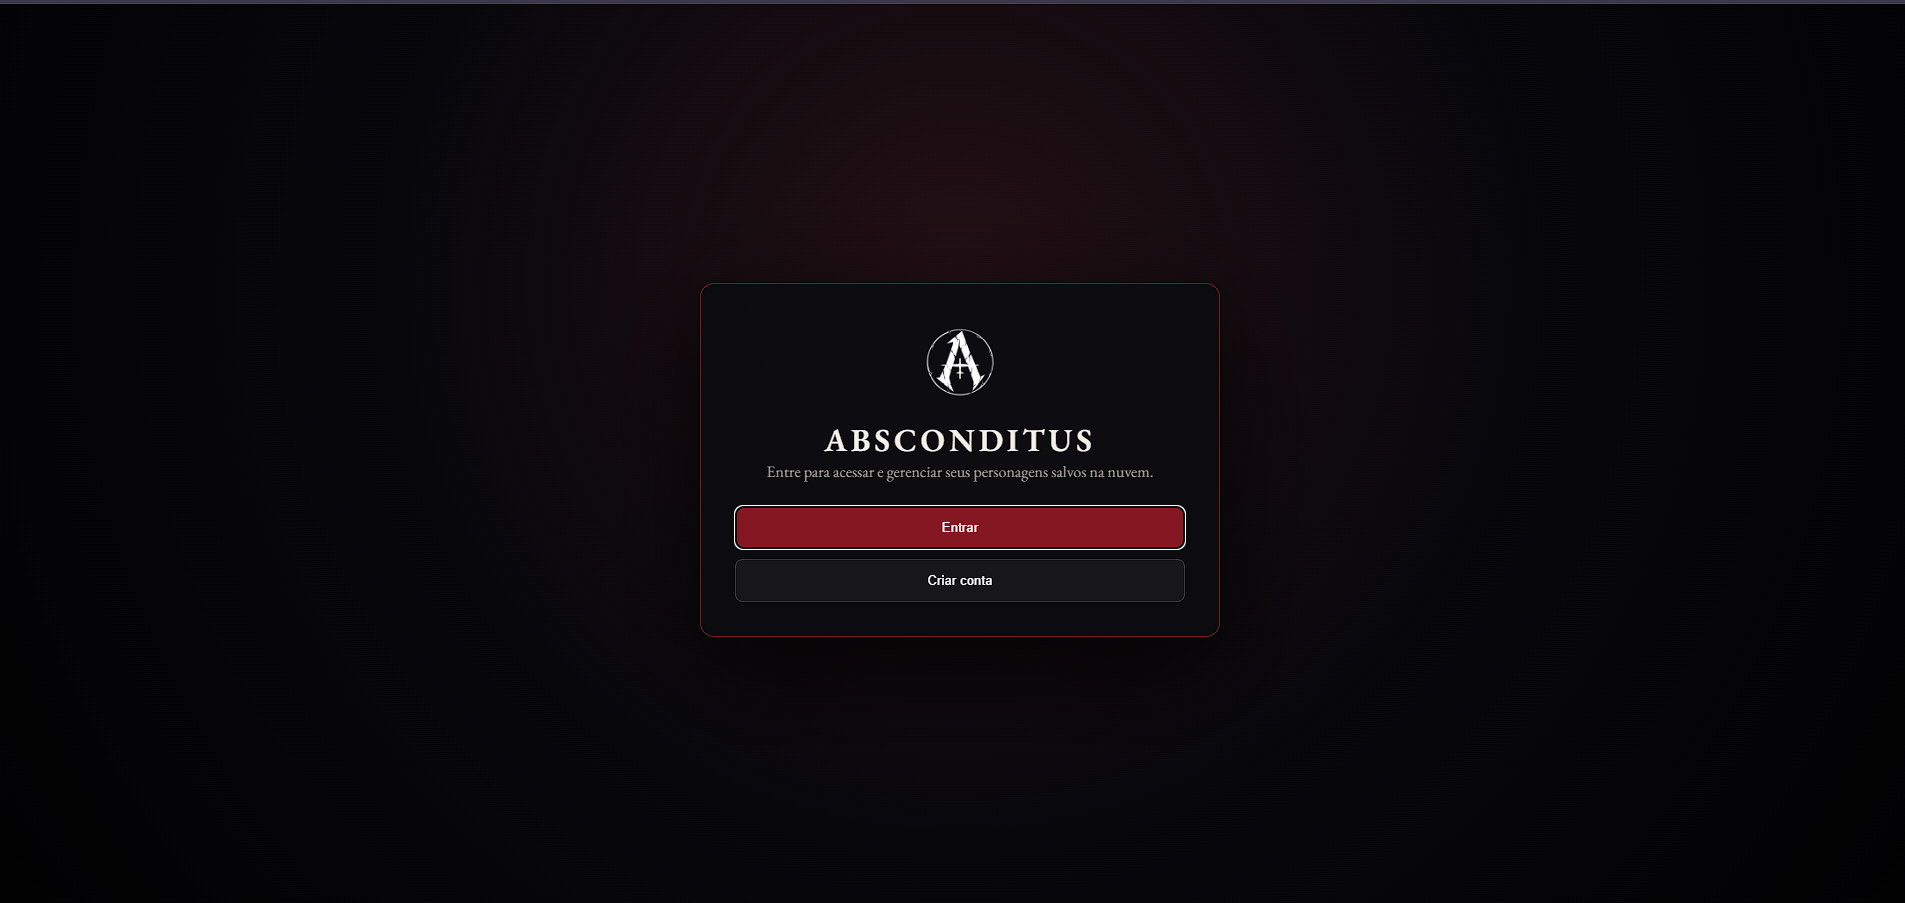 ABSCONDITUS
Entre para acessar e gerenciar seus personagens salvos na nuvem.
Entrar
Criar conta